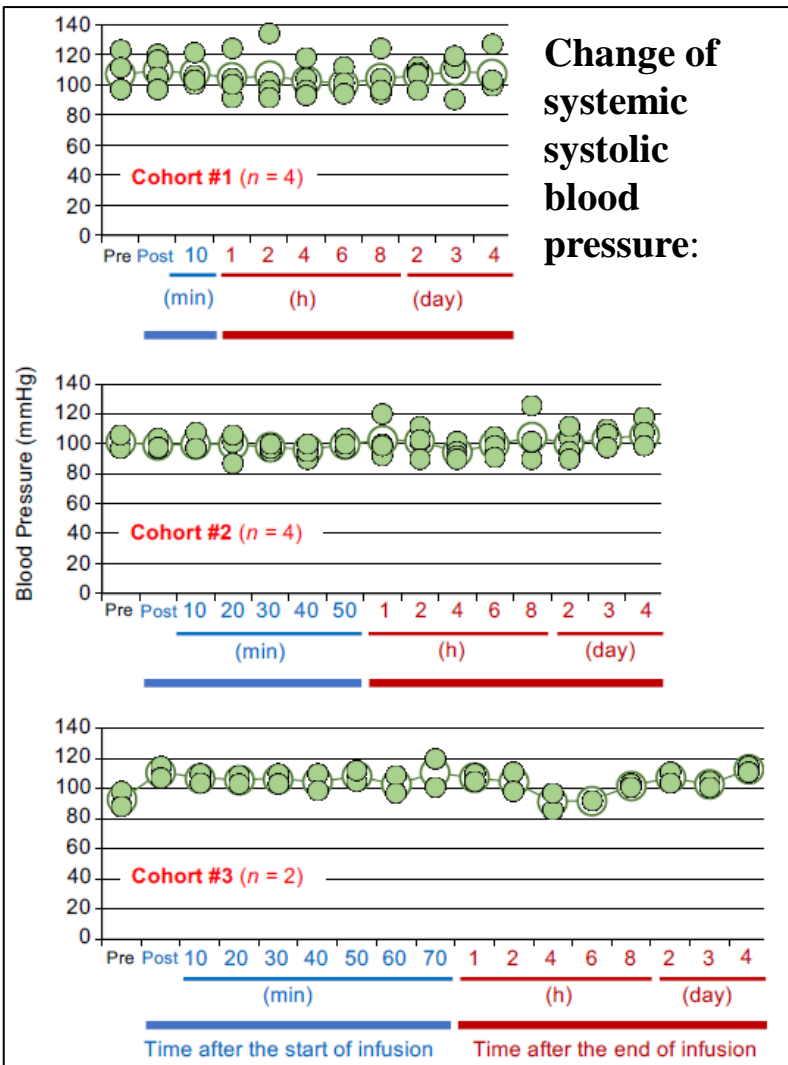 Change of
systemic
systolic
blood
pressure:
Blood Pressure (mmHg)
140
120
100
80
60
40
20
0
Cohort #1 (n = 4)
Pre Post 10 1 2 4 6 8 2 3 4
(min) (h) (day)
140
120
100
80
60
40
20
0
Cohort #2 (n = 4)
Pre Post 10 20 30 40 50 1 2 4 6 8 2 3 4
(min) (h) (day)
140
120
100
80
60
40
20
0
Cohort #3 (n = 2)
Pre Post 10 20 30 40 50 60 70 1 2 4 6 8 2 3 4
(min) (h) (day)
Time after the start of infusion Time after the end of infusion